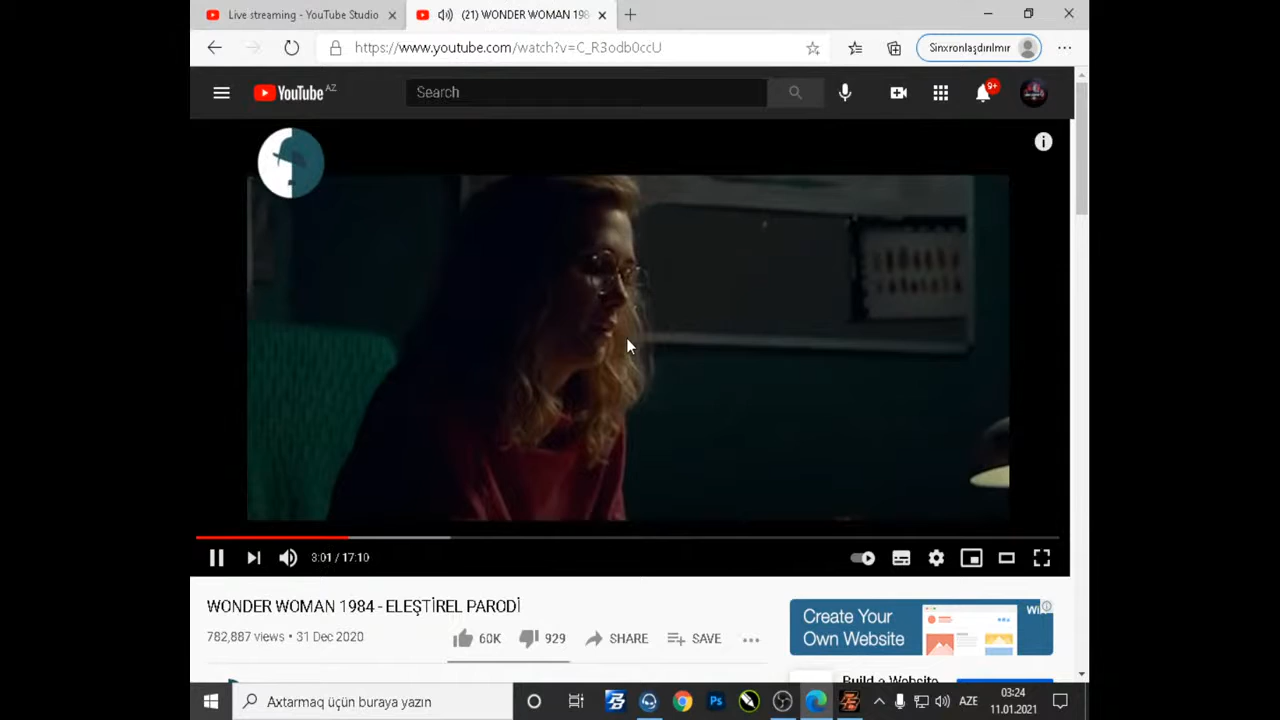 Live streaming - YouTube Studio
(21) WONDER WOMAN 198
https://www.youtube.com/watch?v=C_R3odb0ccU
Sinxronlaşdırılmır
YouTube AZ
Search
9+
3:01 / 17:10
WONDER WOMAN 1984 - ELEŞTİREL PARODİ
782,887 views • 31 Dec 2020
60K
929
SHARE
SAVE
Create Your
Own Website
Wix
Build a Website
Axtarmaq üçün buraya yazın
Ps
AZE
03:24
11.01.2021